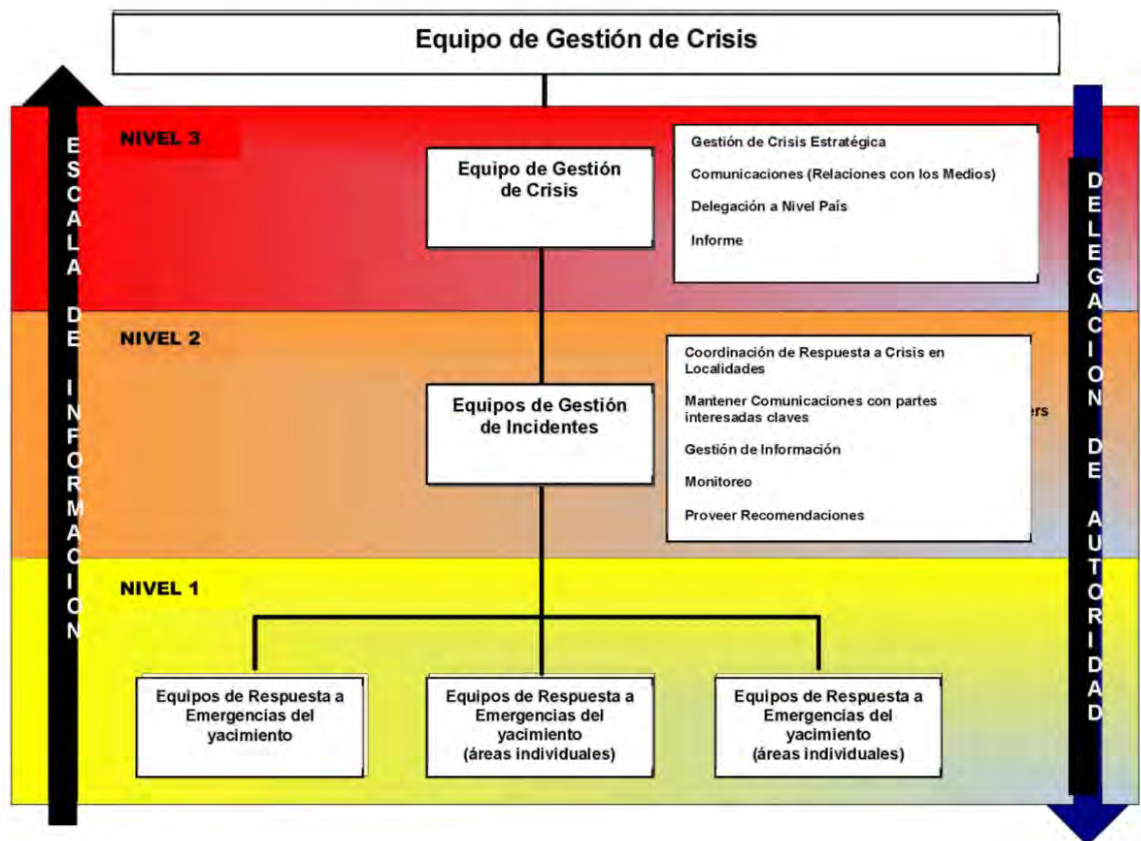 Equipo de Gestión de Crisis
ESCALA DE INFORMACION
DELEGACION DE AUTORIDAD
NIVEL 3
Equipo de Gestión
de Crisis
Gestión de Crisis Estratégica
Comunicaciones (Relaciones con los Medios)
Delegación a Nivel País
Informe
NIVEL 2
Equipos de Gestión
de Incidentes
Coordinación de Respuesta a Crisis en
Localidades
Mantener Comunicaciones con partes
interesadas claves
ers
Gestión de Información
Monitoreo
Proveer Recomendaciones
NIVEL 1
Equipos de Respuesta a
Emergencias del
yacimiento
Equipos de Respuesta a
Emergencias del
yacimiento
(áreas individuales)
Equipos de Respuesta a
Emergencias del
yacimiento
(áreas individuales)